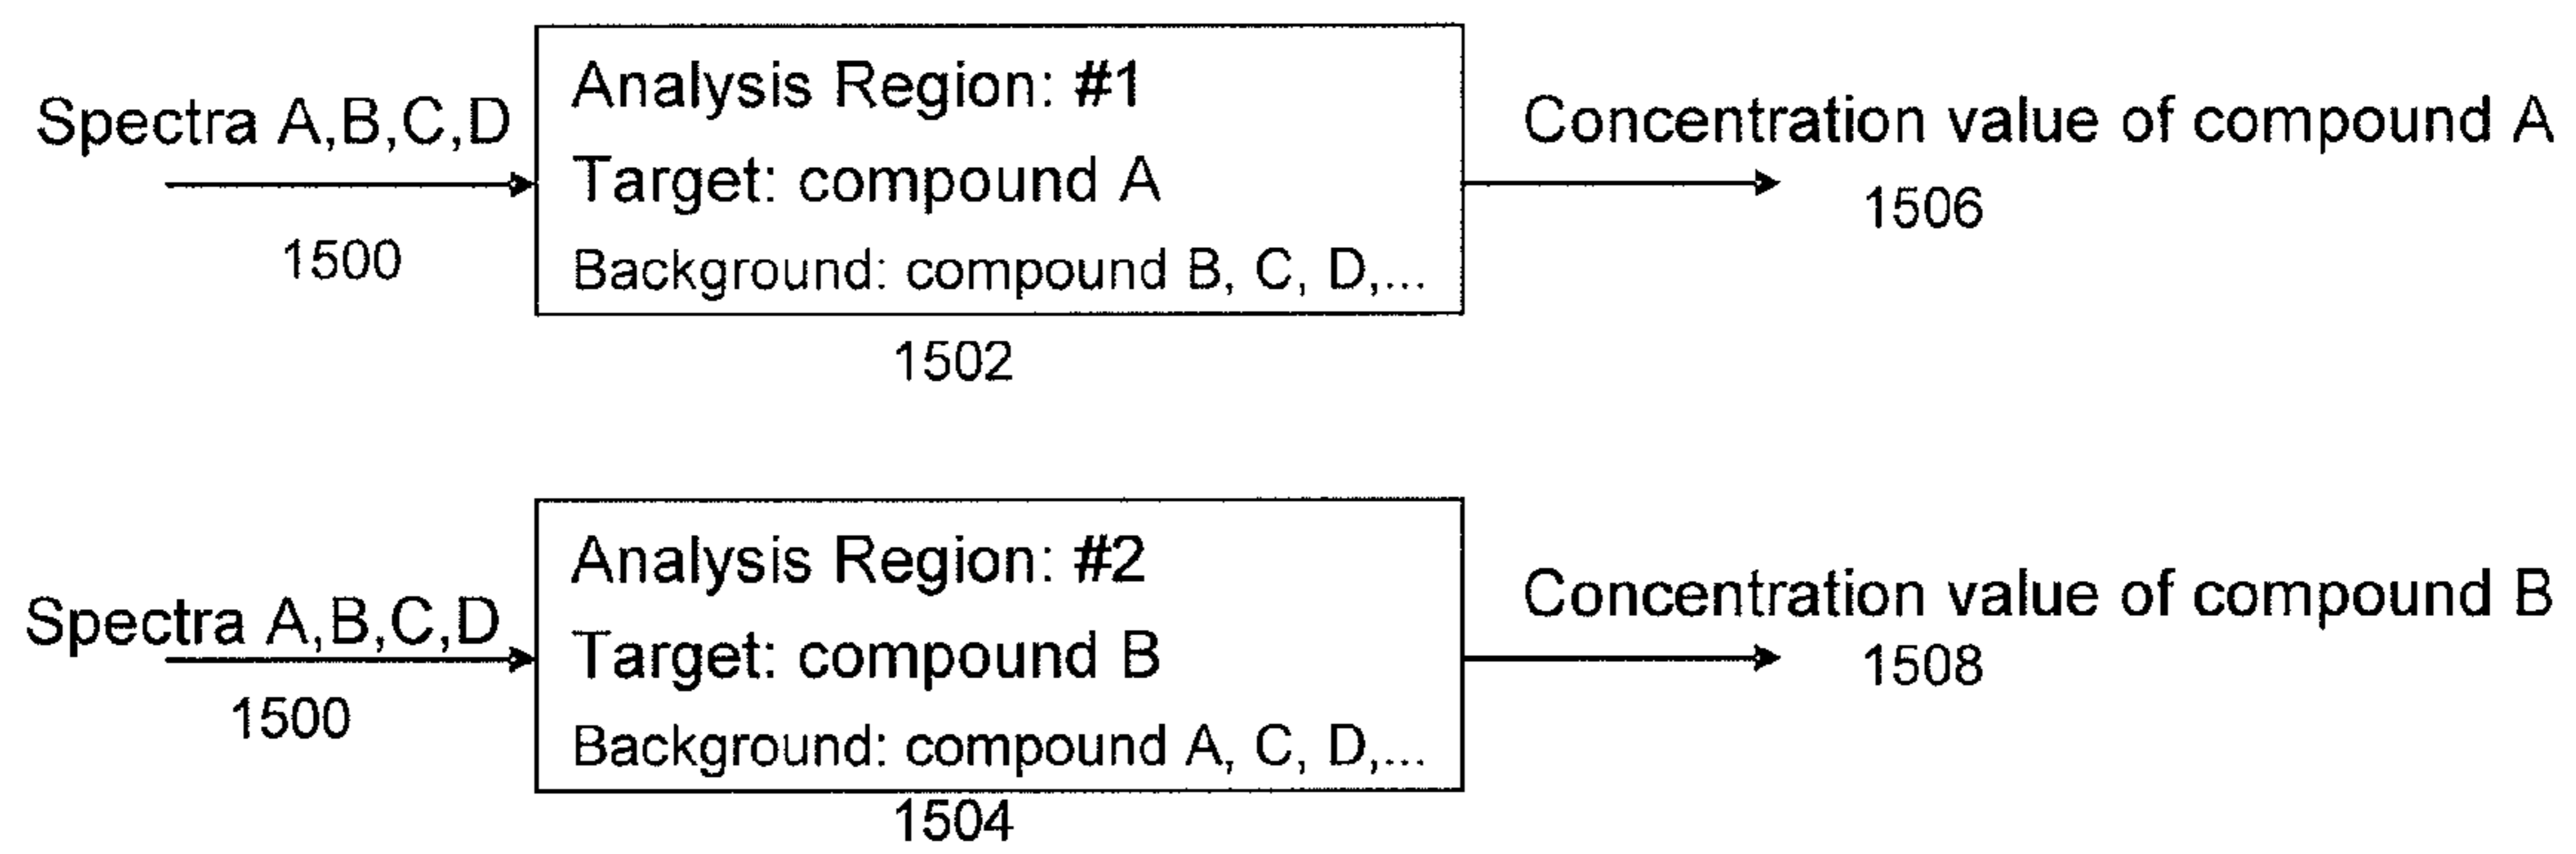 Spectra A,B,C,D
1500
Analysis Region: #1
Target: compound A
Background: compound B, C, D,...
1502
Concentration value of compound A
1506
Spectra A,B,C,D
1500
Analysis Region: #2
Target: compound B
Background: compound A, C, D,...
1504
Concentration value of compound B
1508